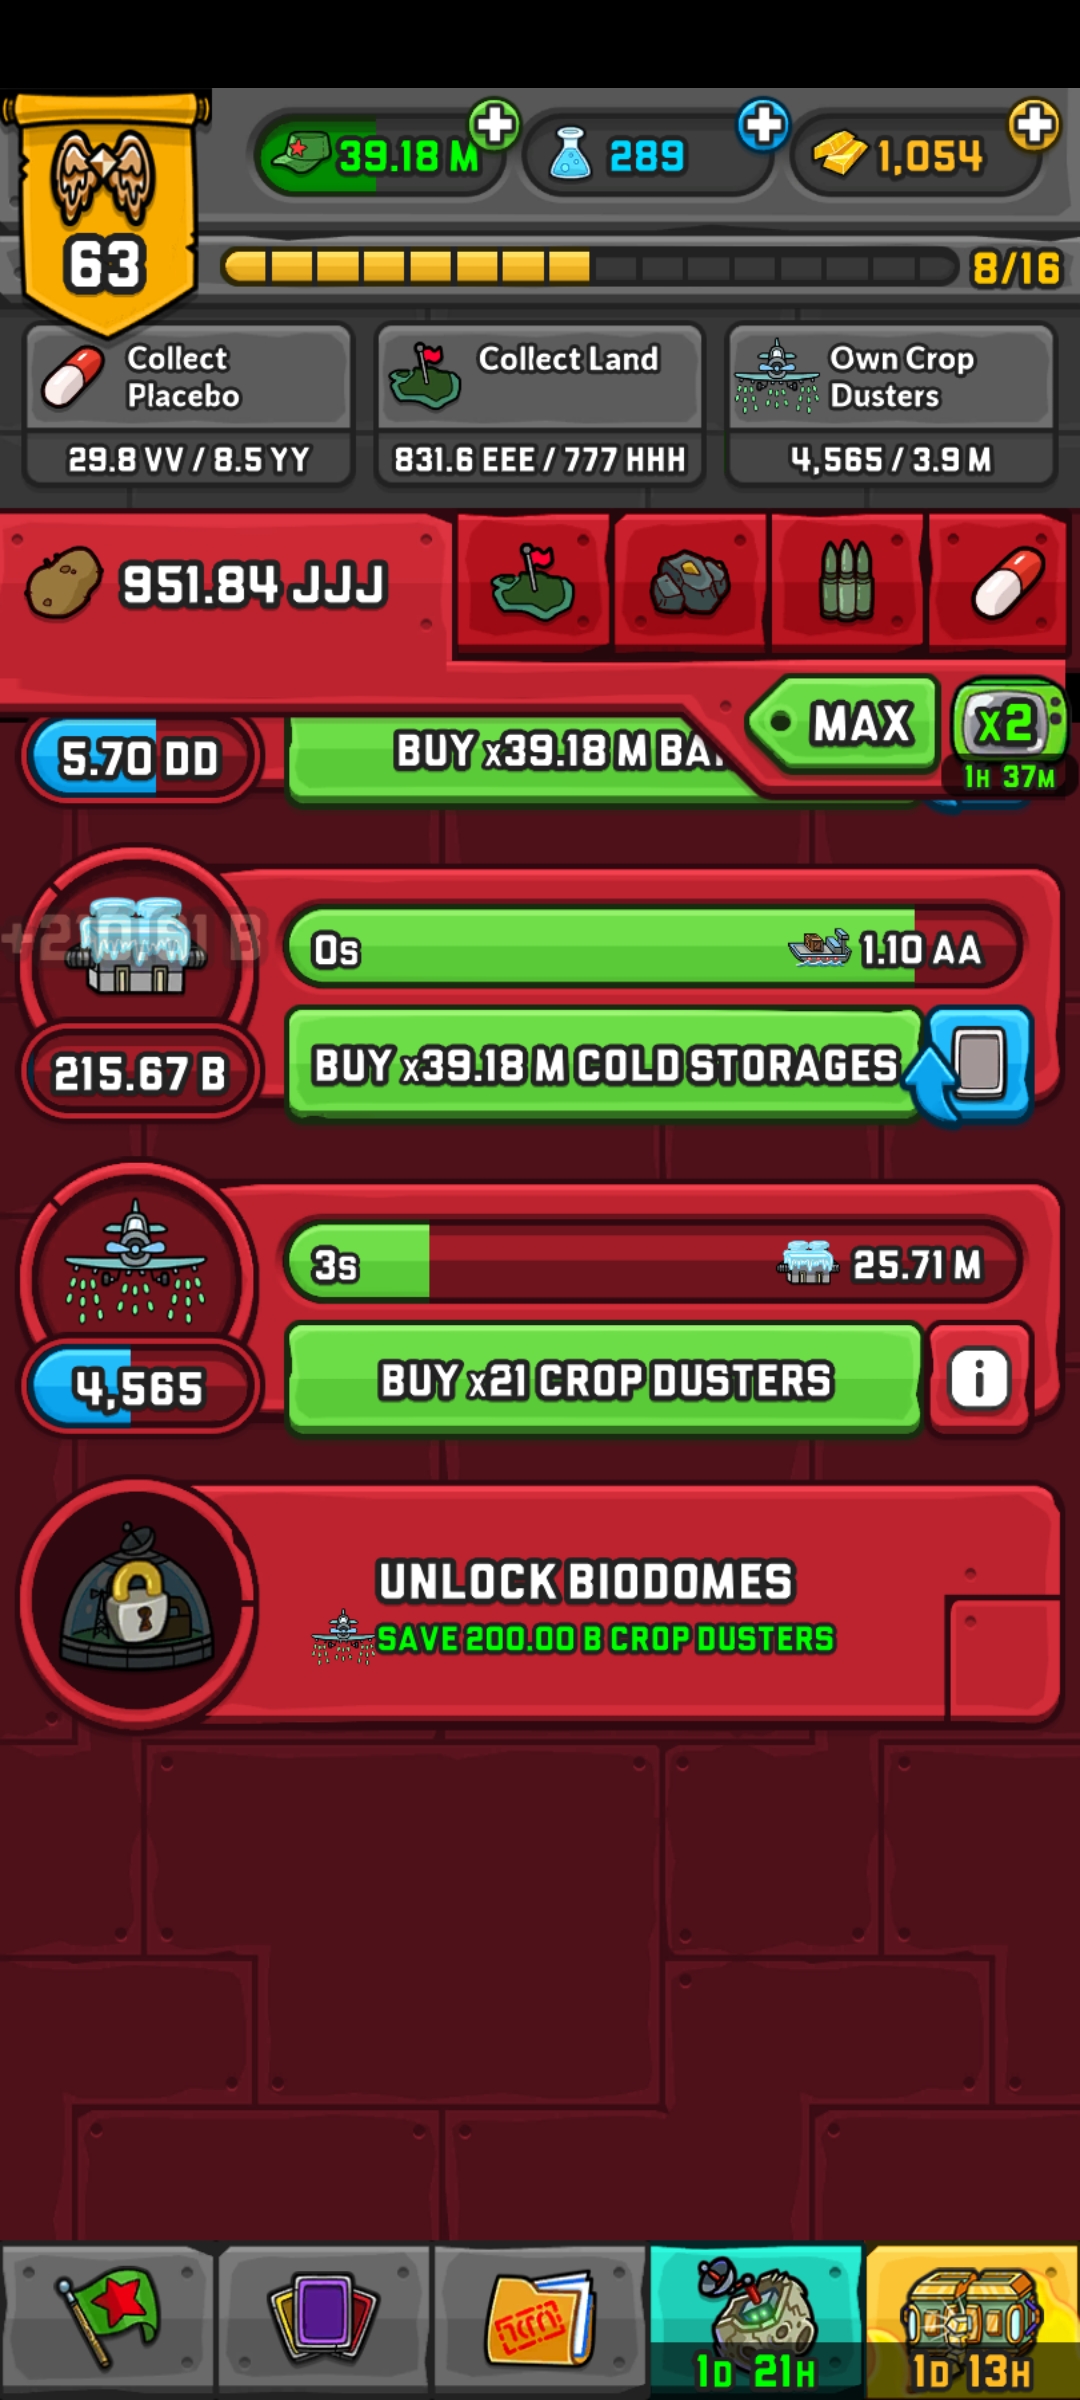 39.18 M
289
1,054
63
8/16
Collect
Placebo
29.8 VV / 8.5 YY
Collect Land
831.6 EEE / 777 HHH
Own Crop
Dusters
4,565 / 3.9 M
951.84 JJJ
MAX
x2
1H 37M
5.70 DD
BUY x39.18 M
0s
1.10 AA
215.67 B
BUY x39.18 M COLD STORAGES
3s
25.71 M
4,565
BUY x21 CROP DUSTERS
i
UNLOCK BIODOMES
SAVE 200.00 B CROP DUSTERS
1D 21H
1D 13H